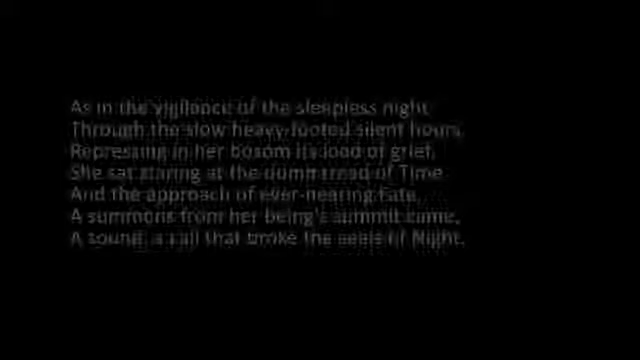 As in the vigilance of the sleepless night
Through the slow heavy-footed silent hours,
Repressing in her bosom its load of grief,
She sat staring at the dumb tread of Time
And the approach of ever-nearing Fate,
A summons from her being's summit came,
A sound, a call that broke the seals of Night.